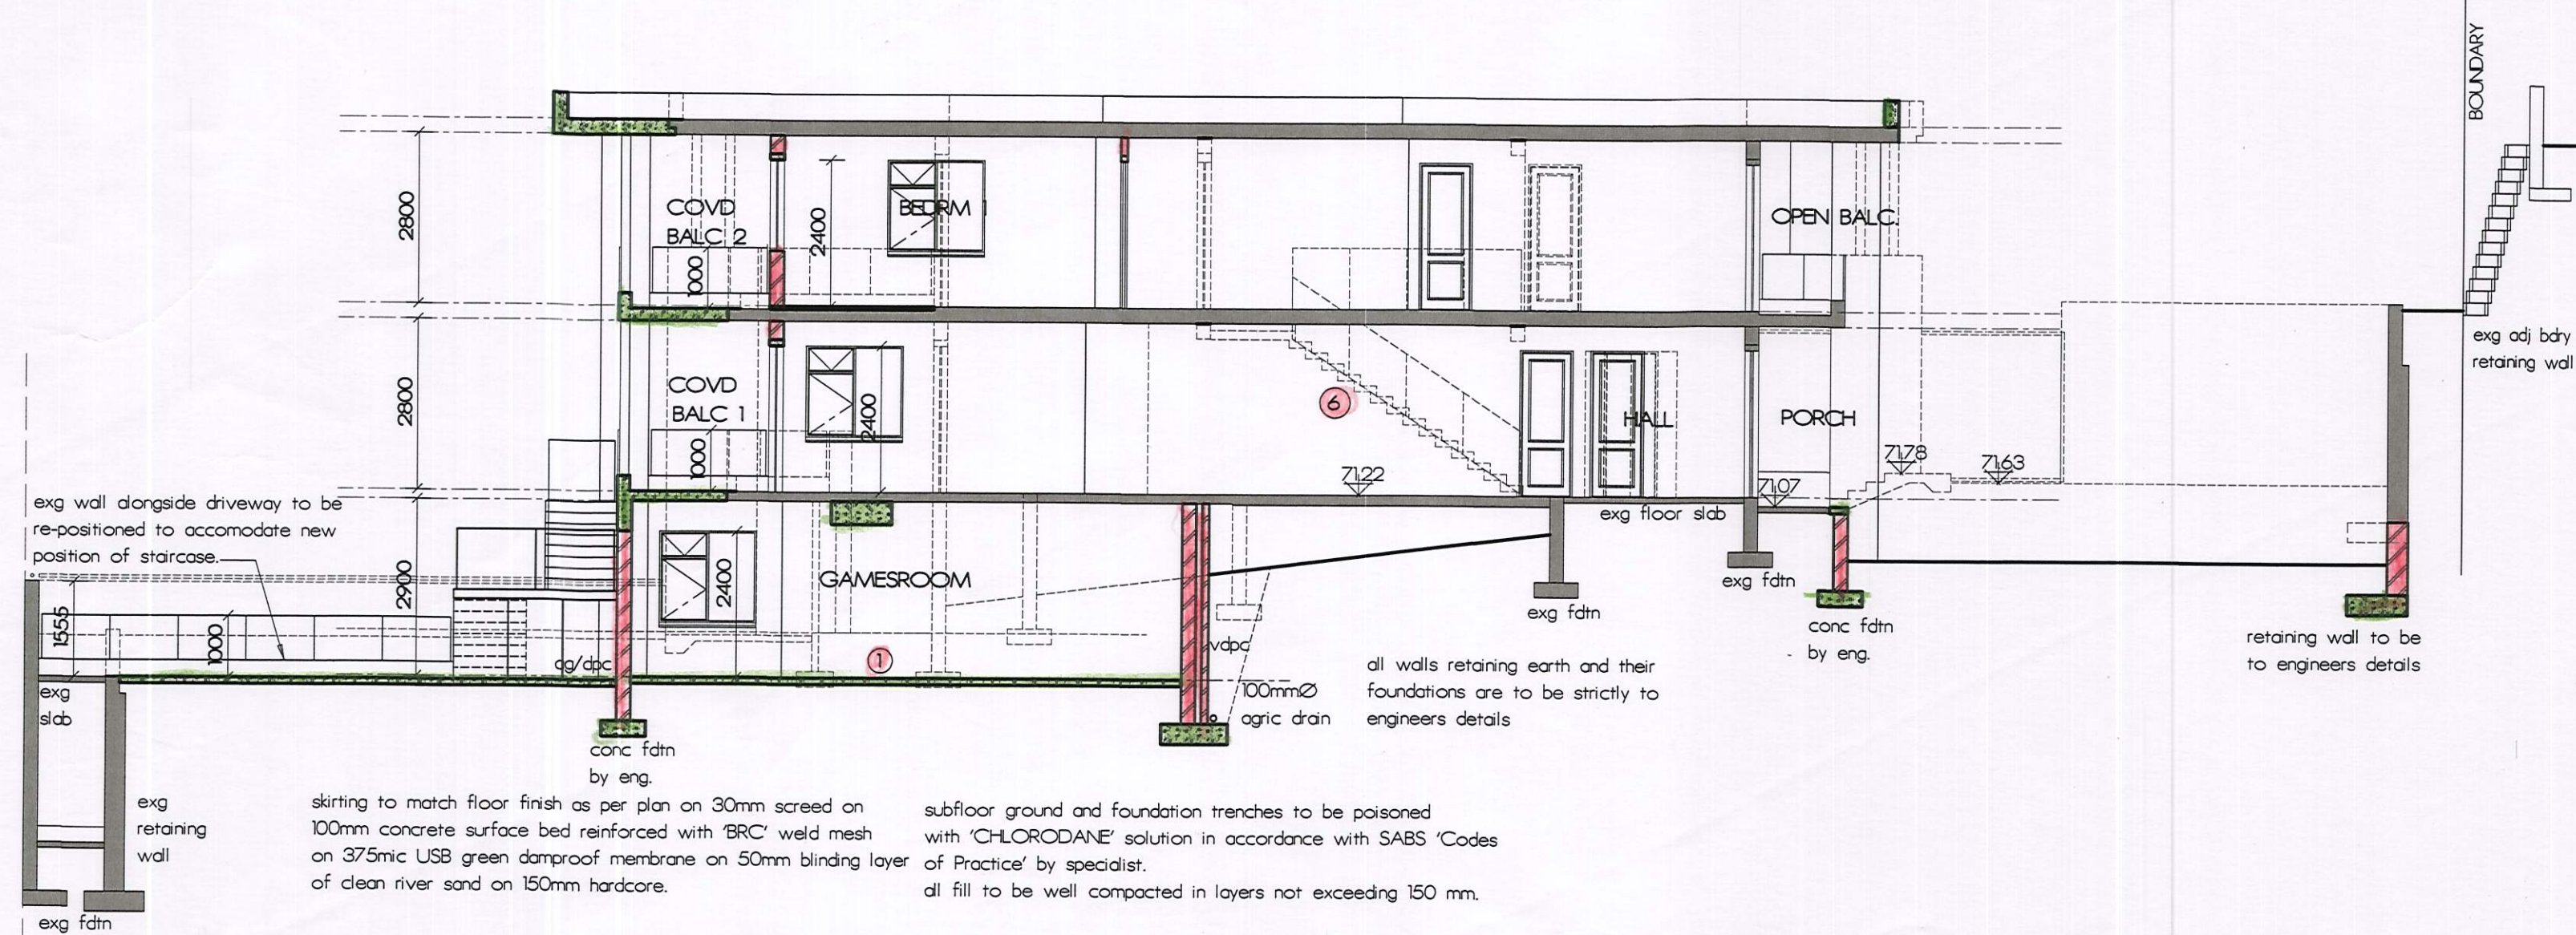 BOUNDARY
2800
COVD
BALC 2
1000
2400
BEDRM 1
OPEN BALC.
exg adj bdry
retaining wall
2800
COVD
BALC 1
1000
2400
6
HALL
PORCH
7122
7107
7178
7163
exg wall alongside driveway to be
re-positioned to accomodate new
position of staircase.
2900
1555
1000
2400
GAMESROOM
1
ag/dpc
vdpc
exg floor slab
exg fdtn
exg fdtn
conc fdtn
by eng.
retaining wall to be
to engineers details
exg
slab
100mmØ
agric drain
all walls retaining earth and their
foundations are to be strictly to
engineers details
conc fdtn
by eng.
exg
retaining
wall
exg fdtn
skirting to match floor finish as per plan on 30mm screed on
100mm concrete surface bed reinforced with 'BRC' weld mesh
on 375mic USB green damproof membrane on 50mm blinding layer
of clean river sand on 150mm hardcore.
subfloor ground and foundation trenches to be poisoned
with 'CHLORODANE' solution in accordance with SABS 'Codes
of Practice' by specialist.
all fill to be well compacted in layers not exceeding 150 mm.